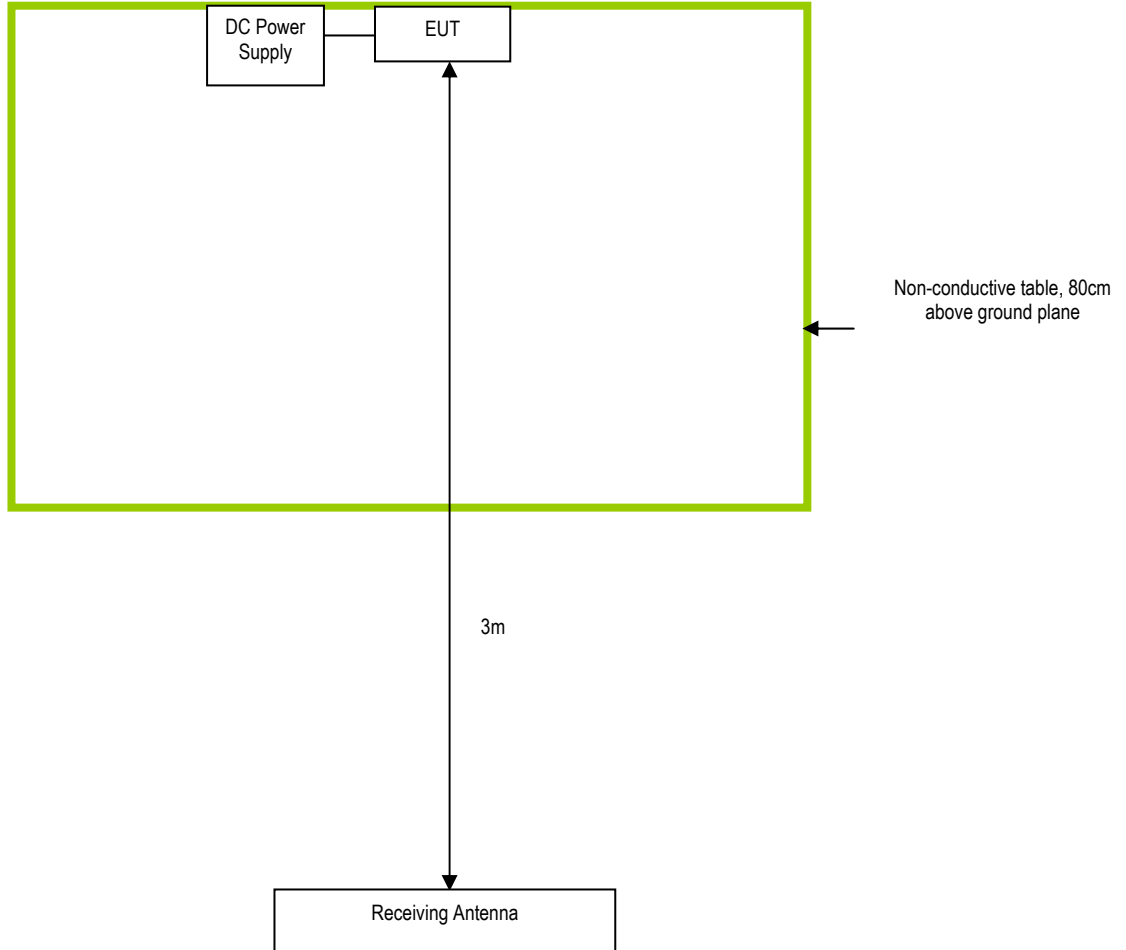 DC Power
Supply
EUT
Non-conductive table, 80cm
above ground plane
3m
Receiving Antenna